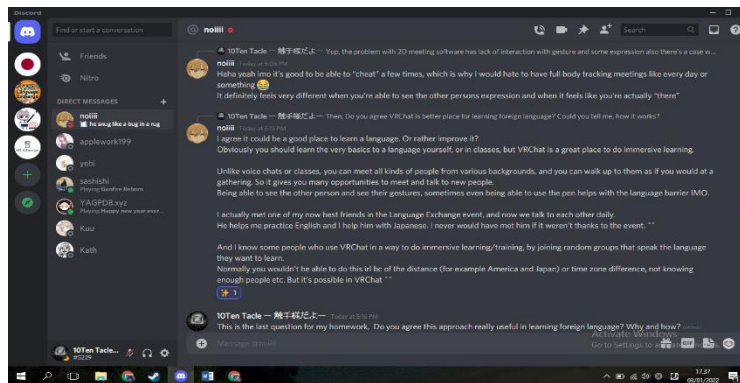 Discord
Find or start a conversation
noiiii
Search
Friends
Nitro
DIRECT MESSAGES
noiiii
he snug like a bug in a rug
applework199
yebi
sashishi
Playing Gunfire Reborn
YAGPDB.xyz
Playing Happy new year ever...
Kuu
Kath
10Ten Tacle...
#5229
10Ten Tacle ー 触手様だよー Yup, the problem with 2D meeting software has lack of interaction with gesture and some expression also there's a case w...
noiiii Today at 5:09 PM
Haha yeah imo it's good to be able to "cheat" a few times, which is why I would hate to have full body tracking meetings like every day or
something 😂
It definitely feels very different when you're able to see the other persons expression and when it feels like you're actually "there"
10Ten Tacle ー 触手様だよー Then, Do you agree VRChat is better place for learning foreign language? Could you tell me, how it works?
noiiii Today at 5:16 PM
I agree it could be a good place to learn a language. Or rather improve it?
Obviously you should learn the very basics to a language yourself, or in classes, but VRChat is a great place to do immersive learning.
Unlike voice chats or classes, you can meet all kinds of people from various backgrounds, and you can walk up to them as if you would at a
gathering. So it gives you many opportunities to meet and talk to new people.
Being able to see the other person and see their gestures, sometimes even being able to use the pen helps with the language barrier IMO.
I actually met one of my now best friends in the Language Exchange event, and now we talk to each other daily.
He helps me practice English and I help him with Japanese. I never would have met him if it weren't thanks to the event. ^^
And I know some people who use VRChat in a way to do immersive learning/training, by joining random groups that speak the language
they want to learn.
Normally you wouldn't be able to do this irl bc of the distance (for example America and Japan) or time zone difference, not knowing
enough people etc. But it's possible in VRChat ^^
✨ 1
10Ten Tacle ー 触手様だよー Today at 5:16 PM
This is the last question for my homework, Do you agree this approach really useful in learning foreign language? Why and how? (edited)
Message @noiiii
Activate Windows
Go to Settings to activate Windows.
GIF
17.37
03/01/2022